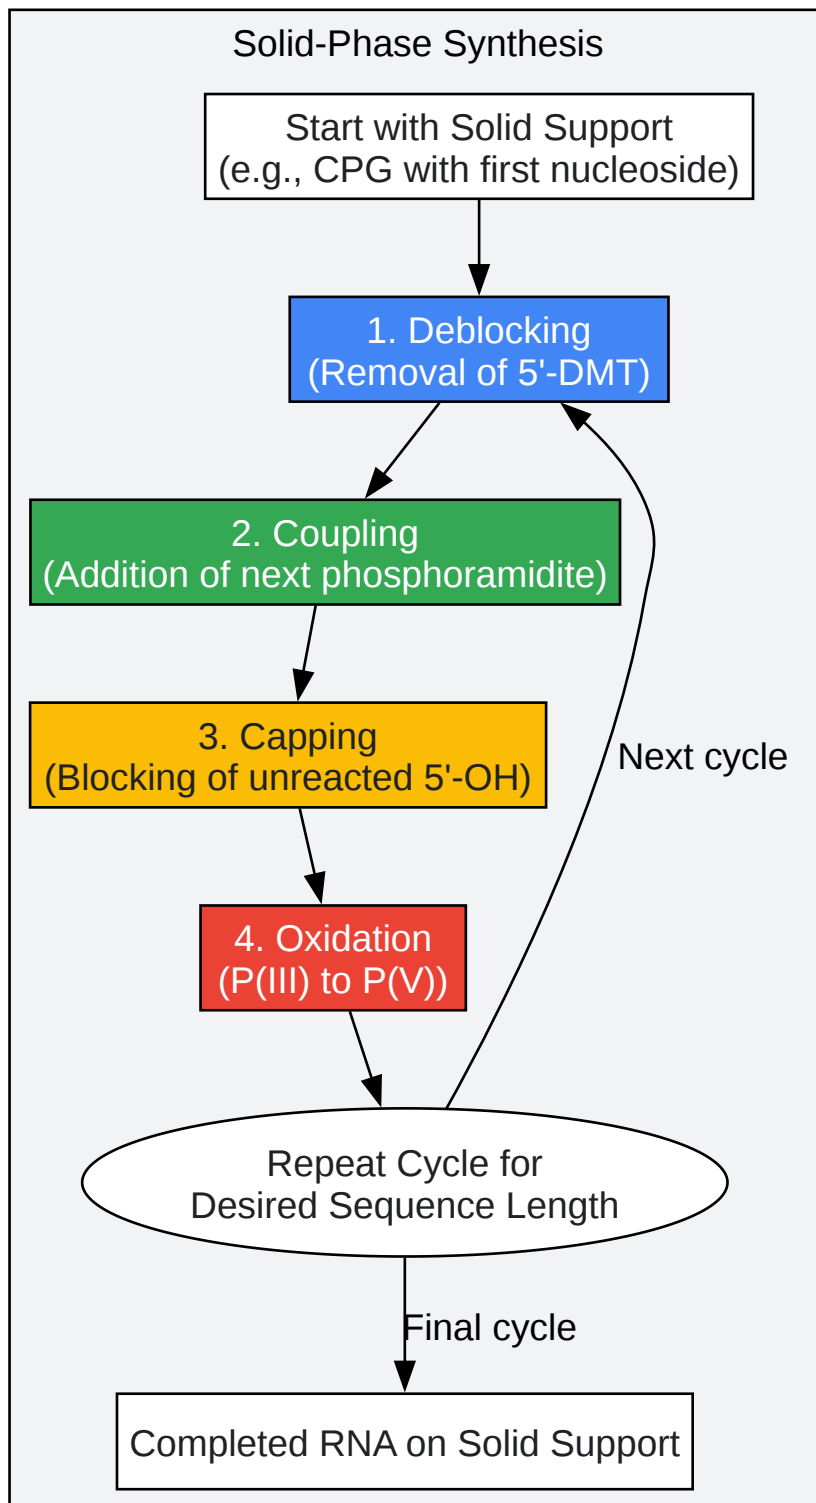 Solid-Phase Synthesis
Start with Solid Support
(e.g., CPG with first nucleoside)
1. Deblocking
(Removal of 5'-DMT)
2. Coupling
(Addition of next phosphoramidite)
3. Capping
(Blocking of unreacted 5'-OH)
Next cycle
4. Oxidation
(P(III) to P(V))
Repeat Cycle for
Desired Sequence Length
Final cycle
Completed RNA on Solid Support